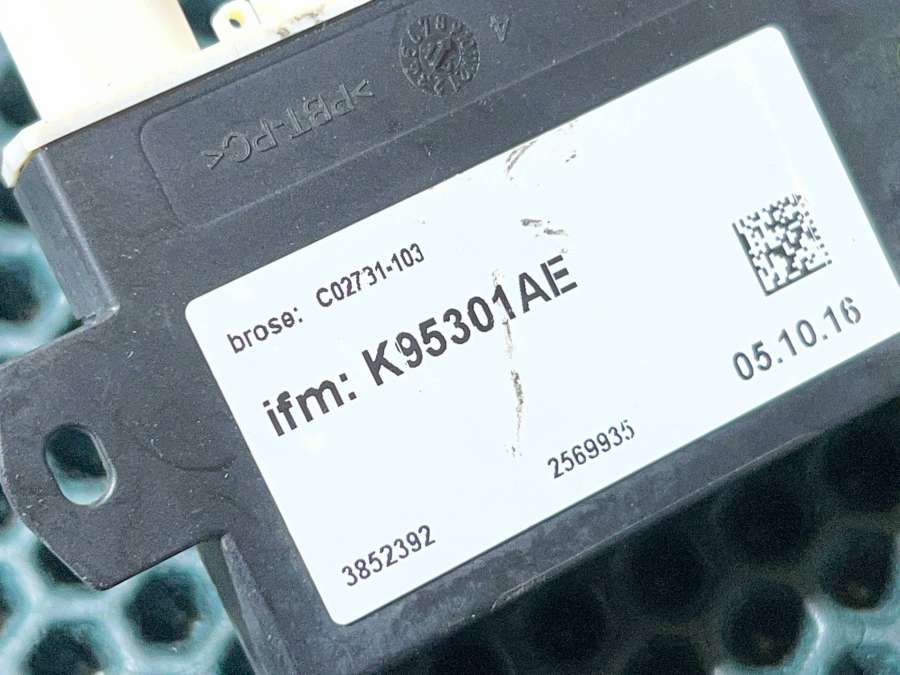 >PBT-PC<
brose: C02731-103
ifm: K95301AE
05.10.16
2569935
3852392